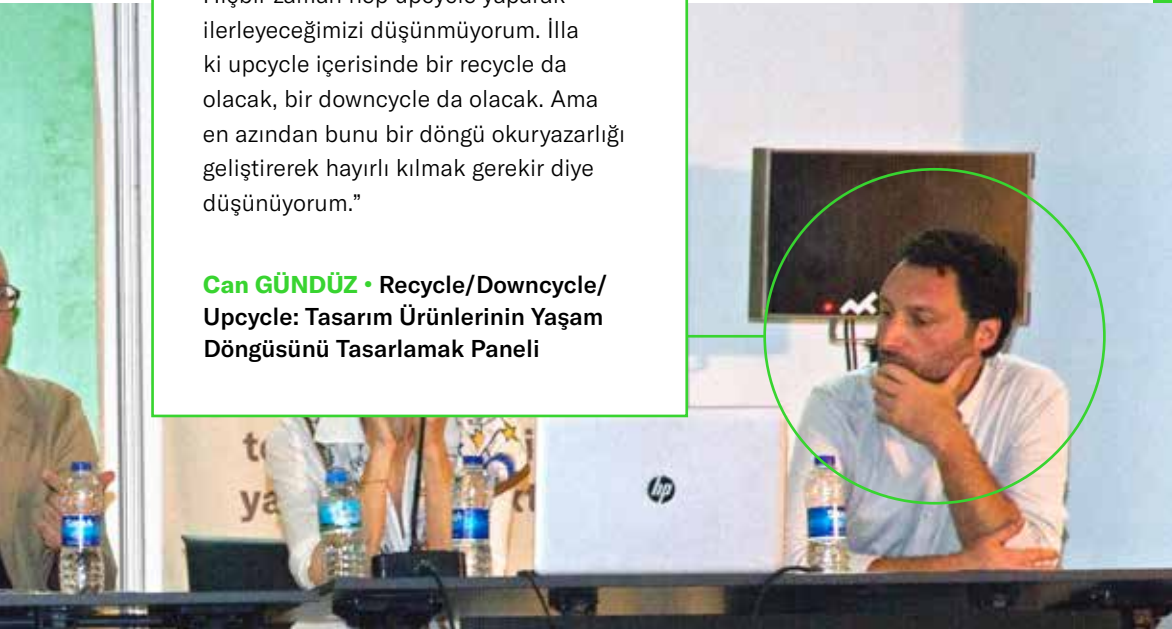 ilerleyeceğimizi düşünmüyorum. İlla
ki upcycle içerisinde bir recycle da
olacak, bir downcycle da olacak. Ama
en azından bunu bir döngü okuryazarlığı
geliştirerek hayırlı kılmak gerekir diye
düşünüyorum.”
Can GÜNDÜZ • Recycle/Downcycle/
Upcycle: Tasarım Ürünlerinin Yaşam
Döngüsünü Tasarlamak Paneli
hp